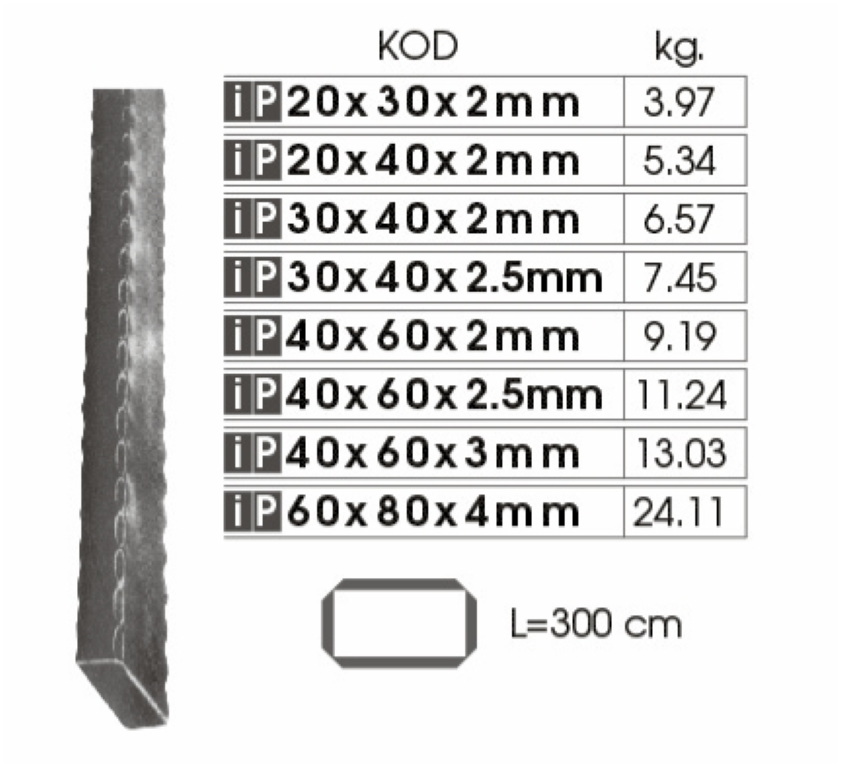 KOD kg.
iP 20x30x2mm 3.97
iP 20x40x2mm 5.34
iP 30x40x2mm 6.57
iP 30x40x2.5mm 7.45
iP 40x60x2mm 9.19
iP 40x60x2.5mm 11.24
iP 40x60x3mm 13.03
iP 60x80x4mm 24.11
L=300 cm